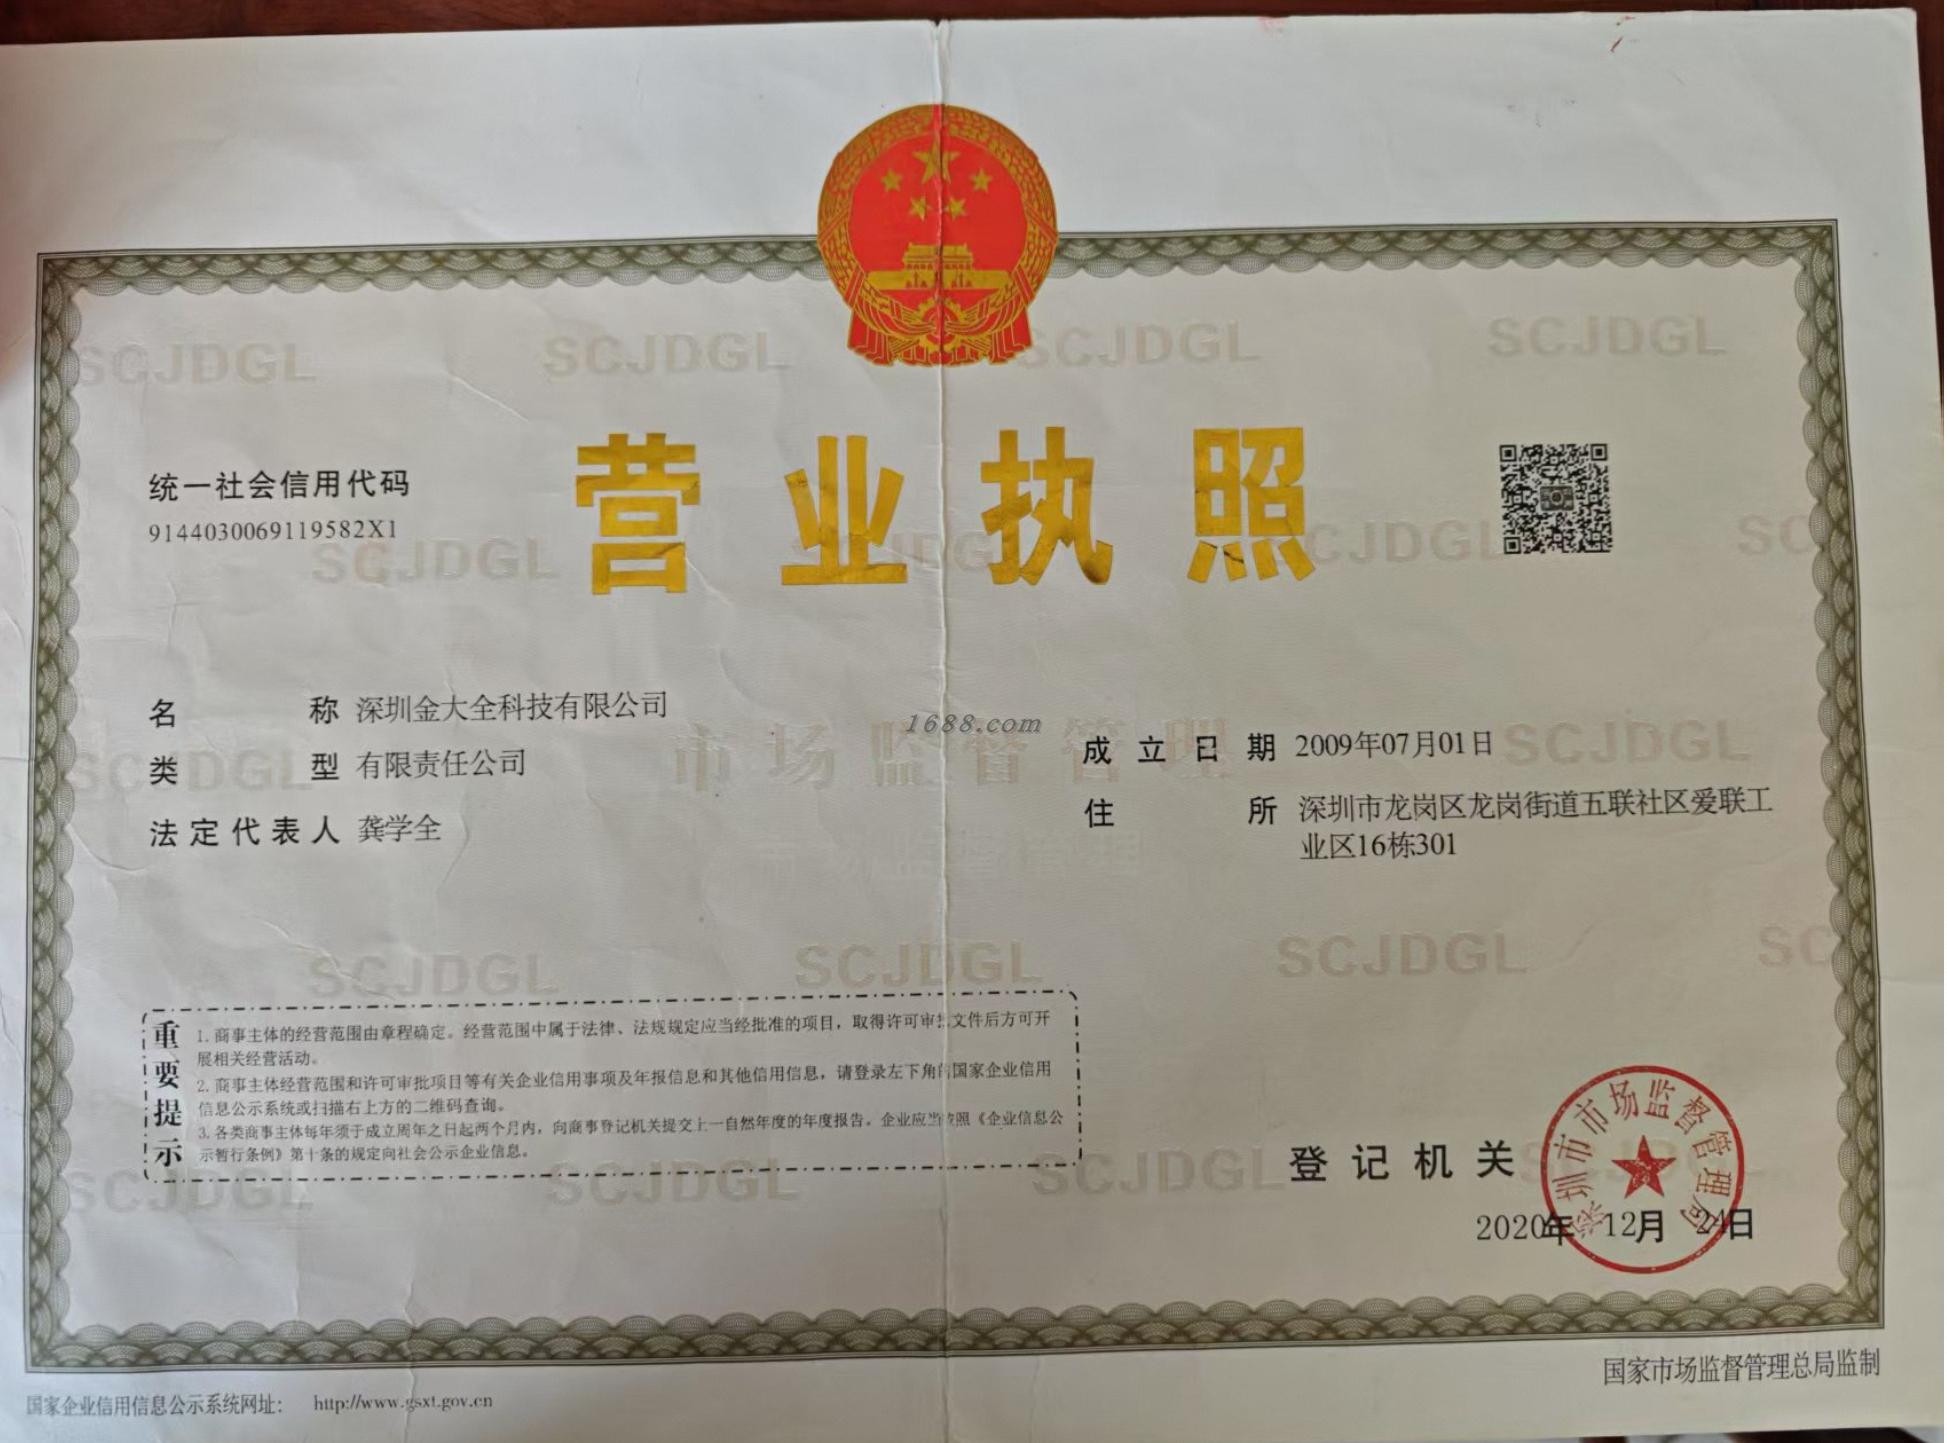 营业执照
统一社会信用代码
9144030069119582X1
名称 深圳金大全科技有限公司
类型 有限责任公司
法定代表人 龚学全
1688.com
成立日期 2009年07月01日
住所 深圳市龙岗区龙岗街道五联社区爱联工
业区16栋301
市场监督管理
市场监督管理
SCJDGL
重要提示
1. 商事主体的经营范围由章程确定。经营范围中属于法律、法规规定应当经批准的项目，取得许可审批文件后方可开
展相关经营活动。
2. 商事主体经营范围和许可审批项目等有关企业信用事项及年报信息和其他信用信息，请登录左下角的国家企业信用
信息公示系统或扫描右上方的二维码查询。
3. 各类商事主体每年须于成立周年之日起两个月内，向商事登记机关提交上一自然年度的年度报告。企业应当按照《企业信息公
示暂行条例》第十条的规定向社会公示企业信息。
登记机关
深圳市市场监督管理局
2020年12月24日
国家企业信用信息公示系统网址： http://www.gsxt.gov.cn
国家市场监督管理总局监制